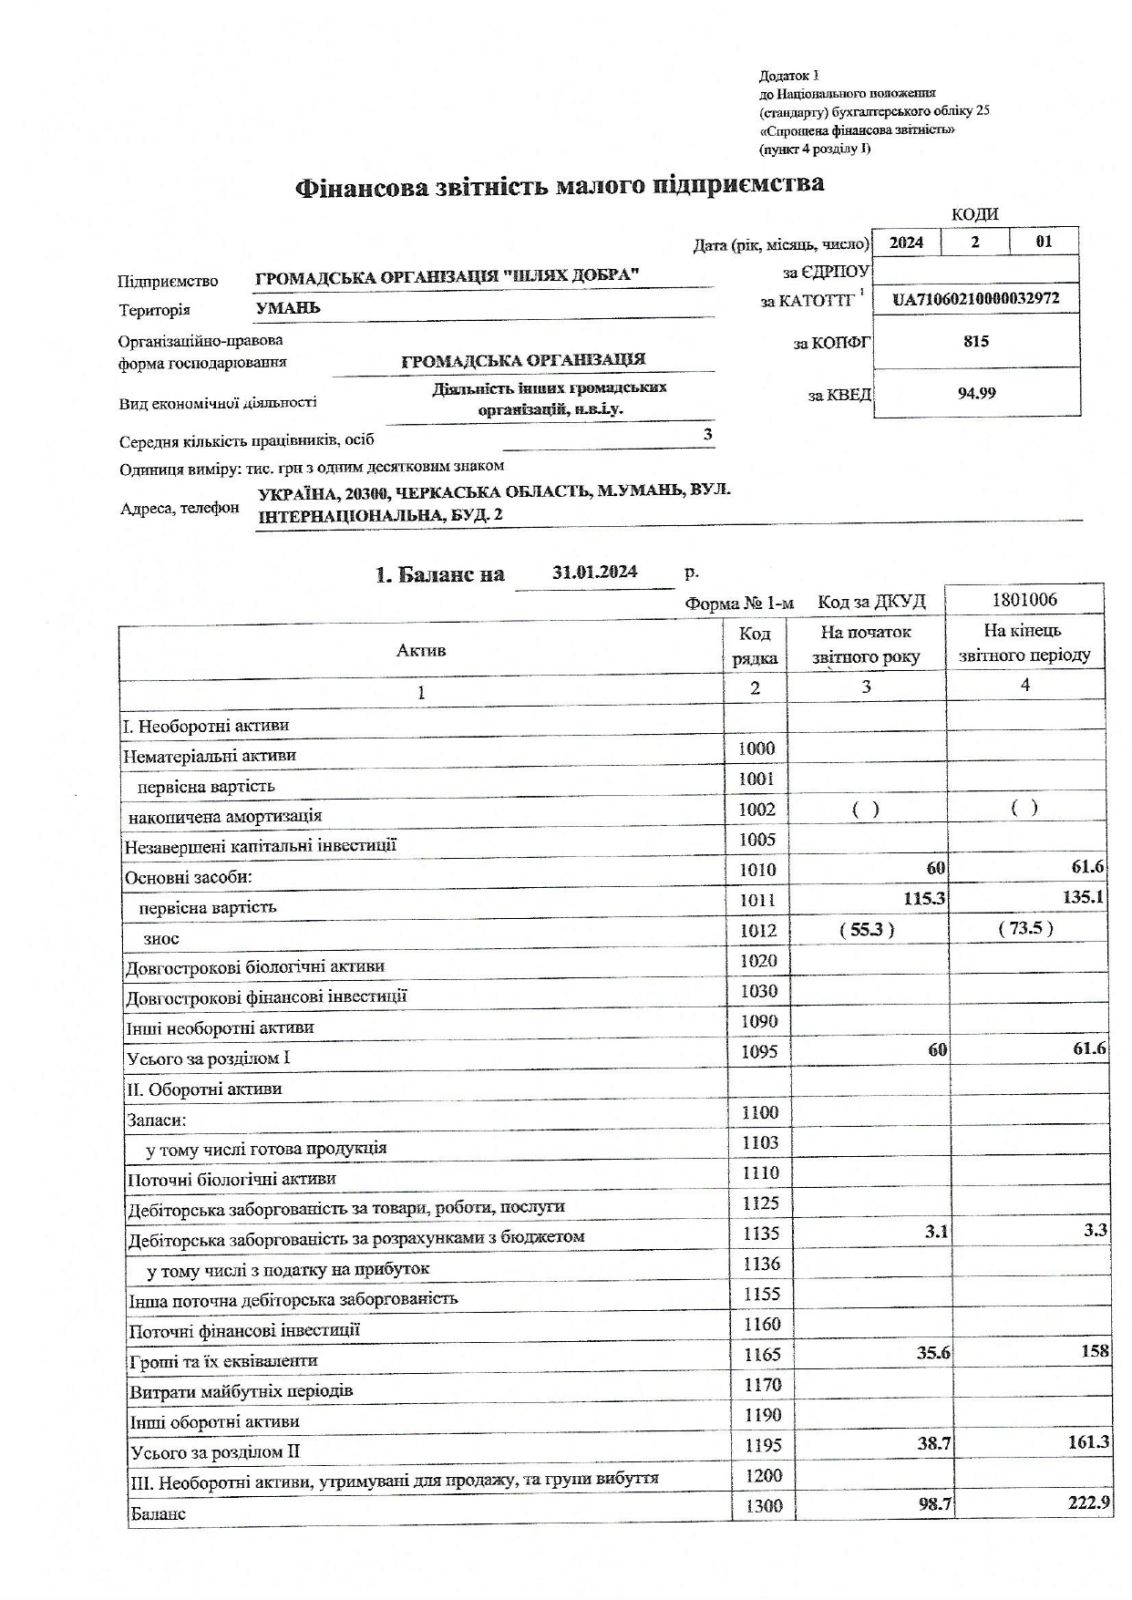 Додаток 1
до Національного положення
(стандарту) бухгалтерського обліку 25
«Спрощена фінансова звітність»
(пункт 4 розділу I)
Фінансова звітність малого підприємства
КОДИ
Дата (рік, місяць, число) 2024 2 01
Підприємство ГРОМАДСЬКА ОРГАНІЗАЦІЯ "ШЛЯХ ДОБРА" за ЄДРПОУ
Територія УМАНЬ за КАТОТТГ 1 UA71060210000032972
Організаційно-правова
форма господарювання ГРОМАДСЬКА ОРГАНІЗАЦІЯ за КОПФГ 815
Вид економічної діяльності Діяльність інших громадських
організацій, н.в.і.у. за КВЕД 94.99
Середня кількість працівників, осіб 3
Одиниця виміру: тис. грн з одним десятковим знаком
Адреса, телефон УКРАЇНА, 20300, ЧЕРКАСЬКА ОБЛАСТЬ, М.УМАНЬ, ВУЛ.
ІНТЕРНАЦІОНАЛЬНА, БУД. 2
1. Баланс на 31.01.2024 р.
Форма № 1-м Код за ДКУД 1801006
Актив Код рядка На початок звітного року На кінець звітного періоду
1 2 3 4
I. Необоротні активи
Нематеріальні активи 1000
первісна вартість 1001
накопичена амортизація 1002 ( ) ( )
Незавершені капітальні інвестиції 1005
Основні засоби: 1010 60 61.6
первісна вартість 1011 115.3 135.1
знос 1012 ( 55.3 ) ( 73.5 )
Довгострокові біологічні активи 1020
Довгострокові фінансові інвестиції 1030
Інші необоротні активи 1090
Усього за розділом I 1095 60 61.6
II. Оборотні активи
Запаси: 1100
у тому числі готова продукція 1103
Поточні біологічні активи 1110
Дебіторська заборгованість за товари, роботи, послуги 1125
Дебіторська заборгованість за розрахунками з бюджетом 1135 3.1 3.3
у тому числі з податку на прибуток 1136
Інша поточна дебіторська заборгованість 1155
Поточні фінансові інвестиції 1160
Гроші та їх еквіваленти 1165 35.6 158
Витрати майбутніх періодів 1170
Інші оборотні активи 1190
Усього за розділом II 1195 38.7 161.3
III. Необоротні активи, утримувані для продажу, та групи вибуття 1200
Баланс 1300 98.7 222.9